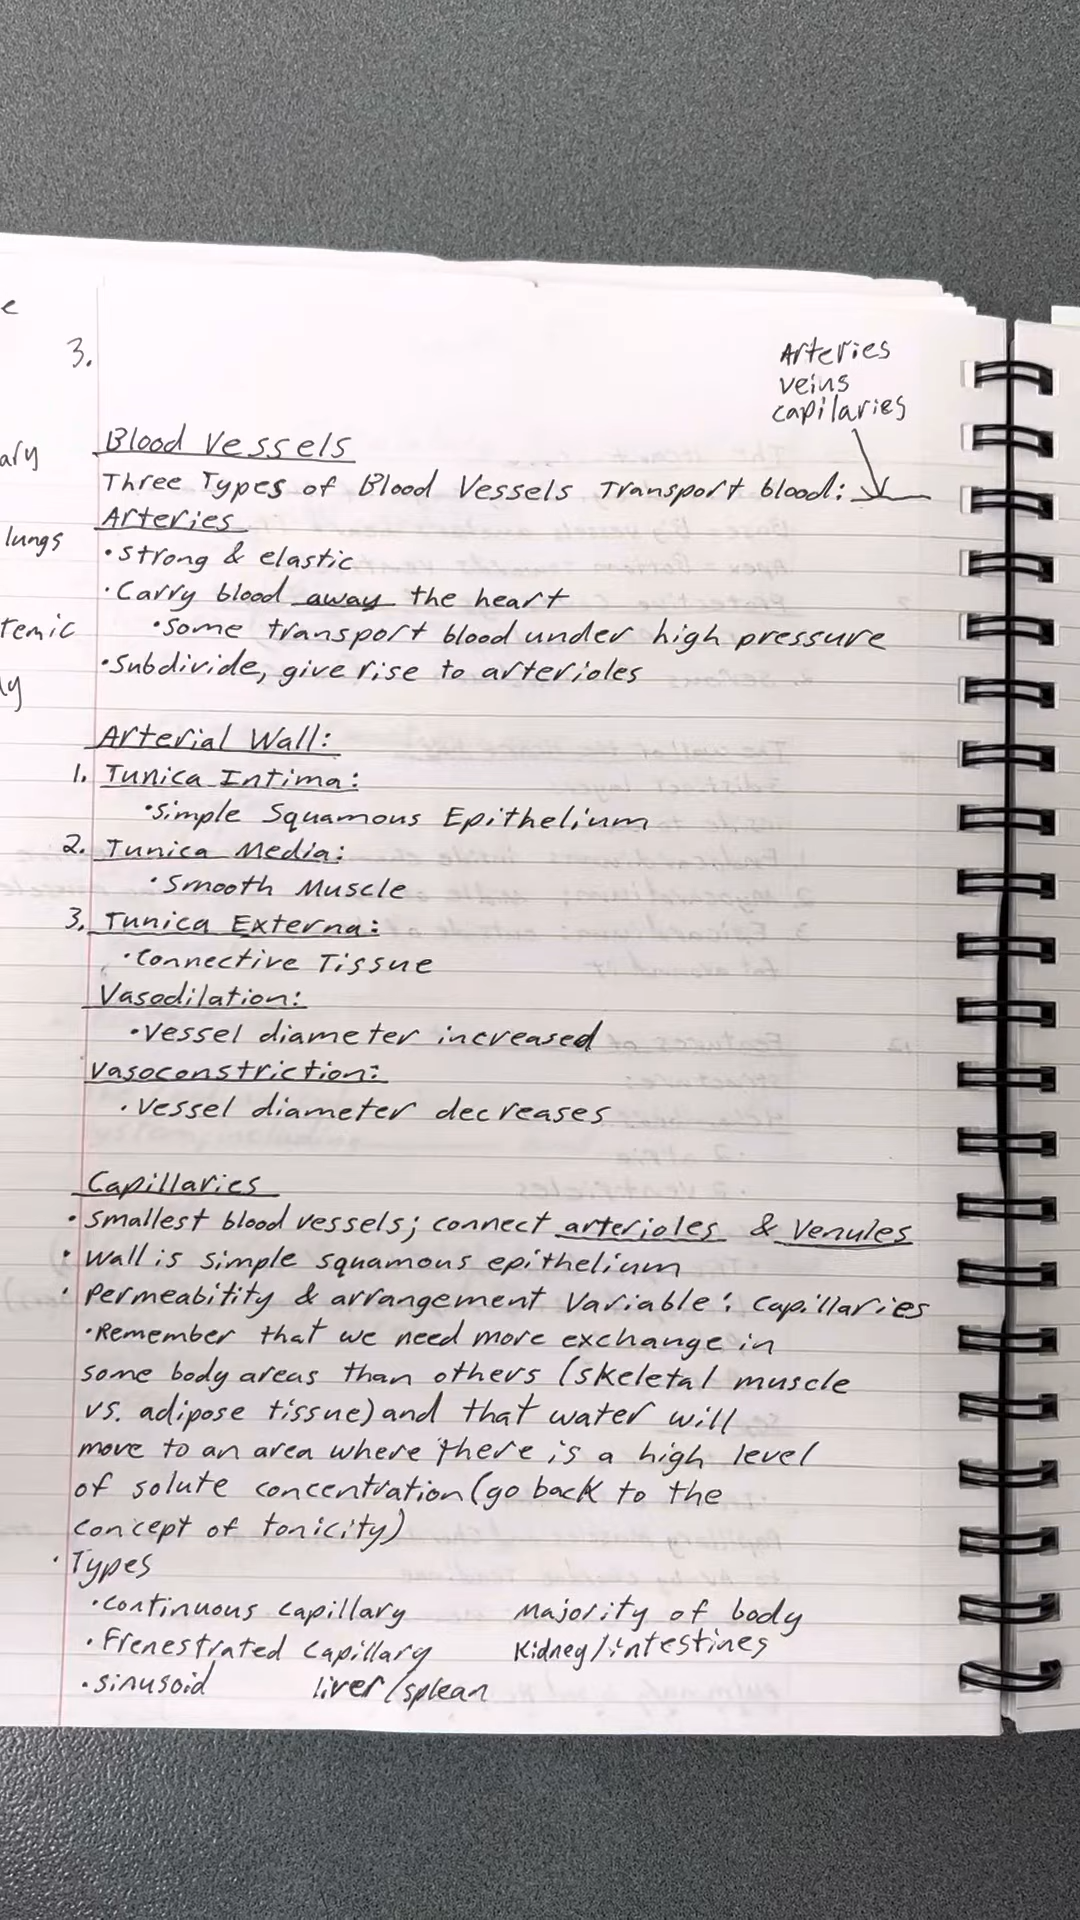 e
3.
Arteries
veins
capilaries
ary
Blood Vessels
Three Types of Blood Vessels Transport blood:
Arteries
lungs
• Strong & elastic
• Carry blood away the heart
temic
• Some transport blood under high pressure
ly
• Subdivide, give rise to arterioles
Arterial Wall:
1. Tunica Intima:
• Simple Squamous Epithelium
2. Tunica Media:
• Smooth Muscle
3. Tunica Externa:
• Connective Tissue
Vasodilation:
• Vessel diameter increased
Vasoconstriction:
• Vessel diameter decreases
Capillaries
• Smallest blood vessels; connect arterioles & Venules
• Wall is simple squamous epithelium
• Permeabitity & arrangement Variable: Capillaries
• Remember that we need more exchange in
some body areas than others (skeletal muscle
vs. adipose tissue) and that water will
move to an area where there is a high level
of solute concentration (go back to the
concept of tonicity)
• Types
• Continuous Capillary Majority of body
• Frenestrated Capillary Kidney/intestines
• sinusoid liver/splean